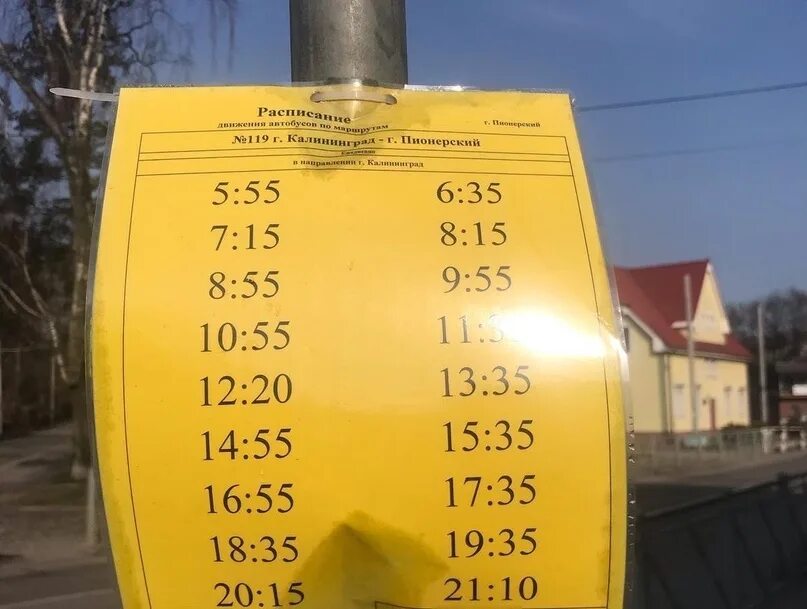 Расписание
движения автобусов по маршрутам г. Пионерский
№119 г. Калининград - г. Пионерский
Ежедневно
в направлении г. Калининград
5:55 6:35
7:15 8:15
8:55 9:55
10:55
12:20 13:35
14:55 15:35
16:55 17:35
18:35 19:35
20:15 21:10